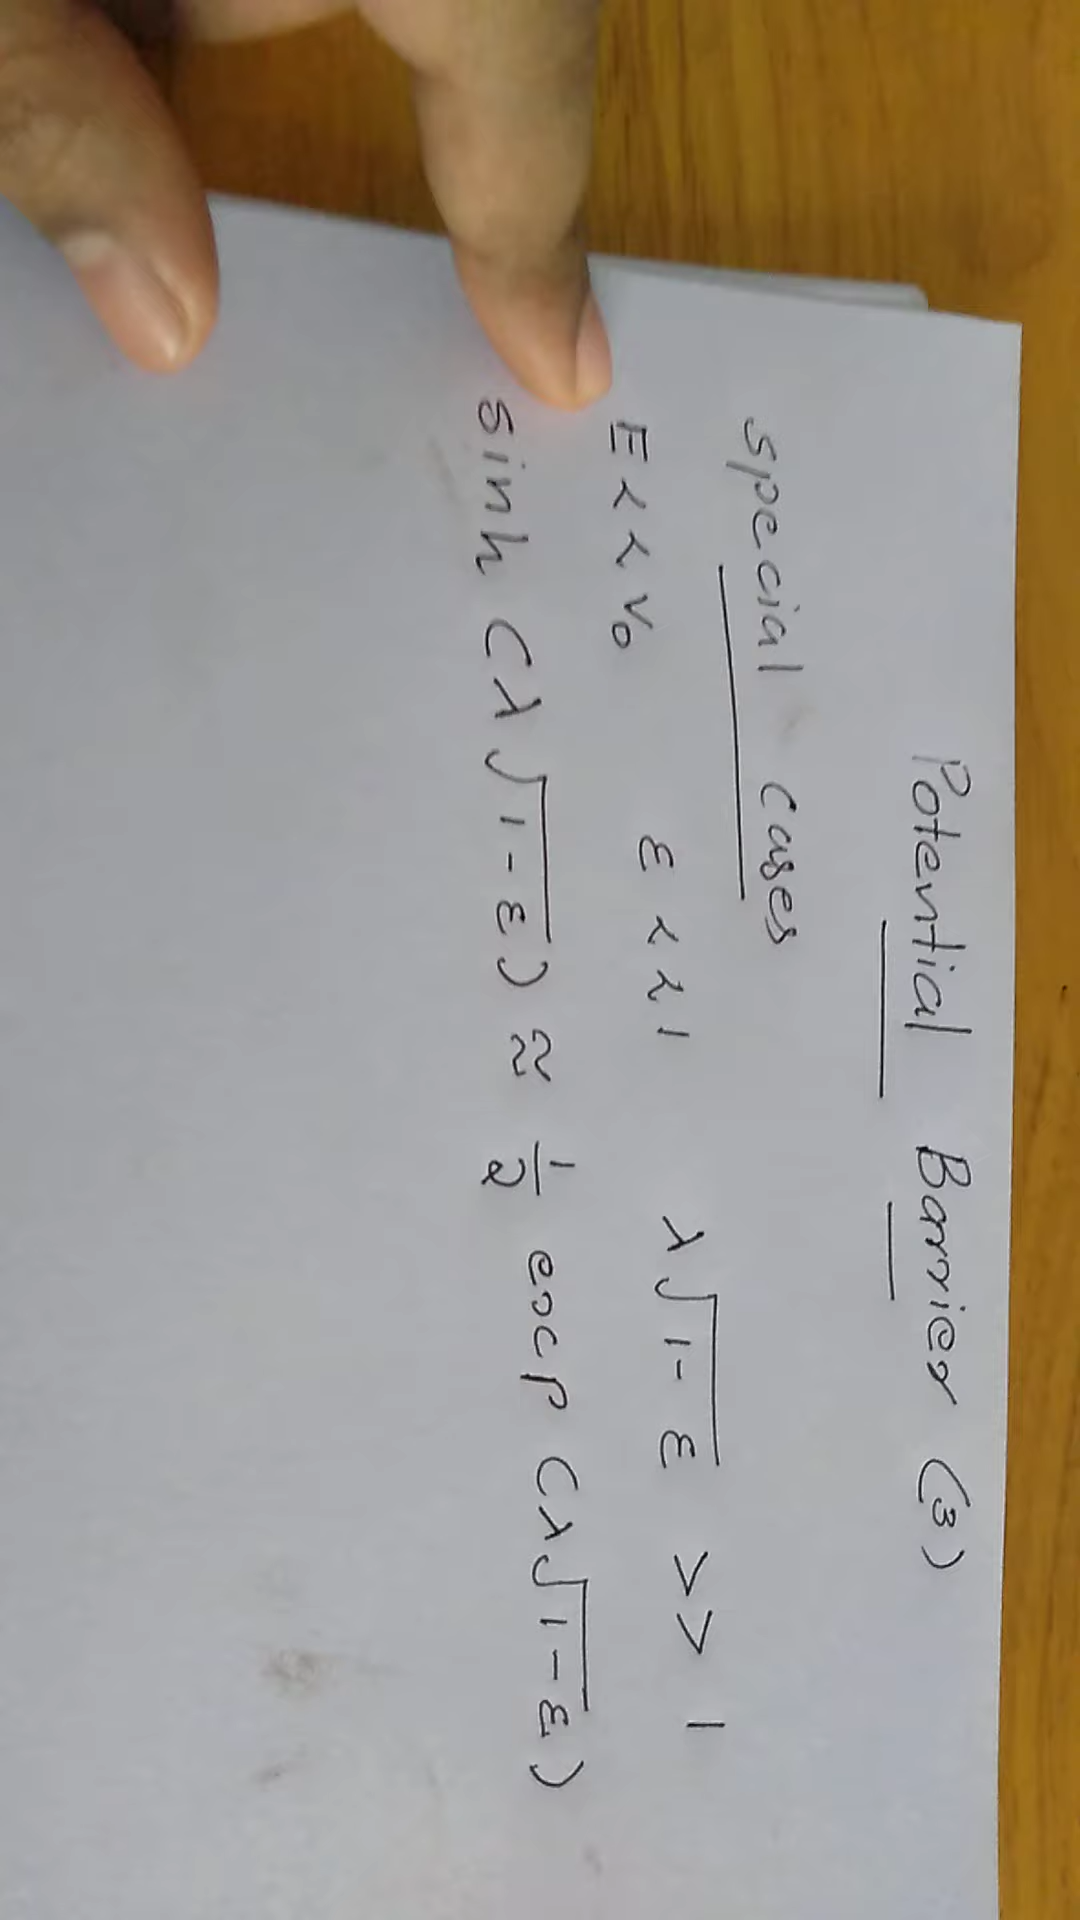 Potential Barrier (3)
special cases
E << V₀ ε << 1 λ√1-ε >> 1
sinh (λ√1-ε) ≈ 1/2 exp (λ√1-ε)